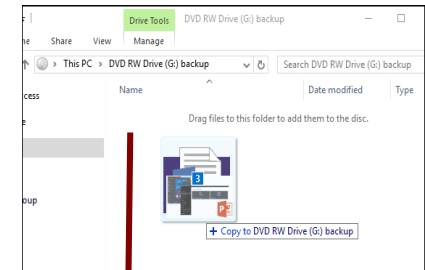 Drive Tools DVD RW Drive (G:) backup
Share View Manage
This PC > DVD RW Drive (G:) backup Search DVD RW Drive (G:) backup
Name Date modified Type
Drag files to this folder to add them to the disc.
3
+ Copy to DVD RW Drive (G:) backup